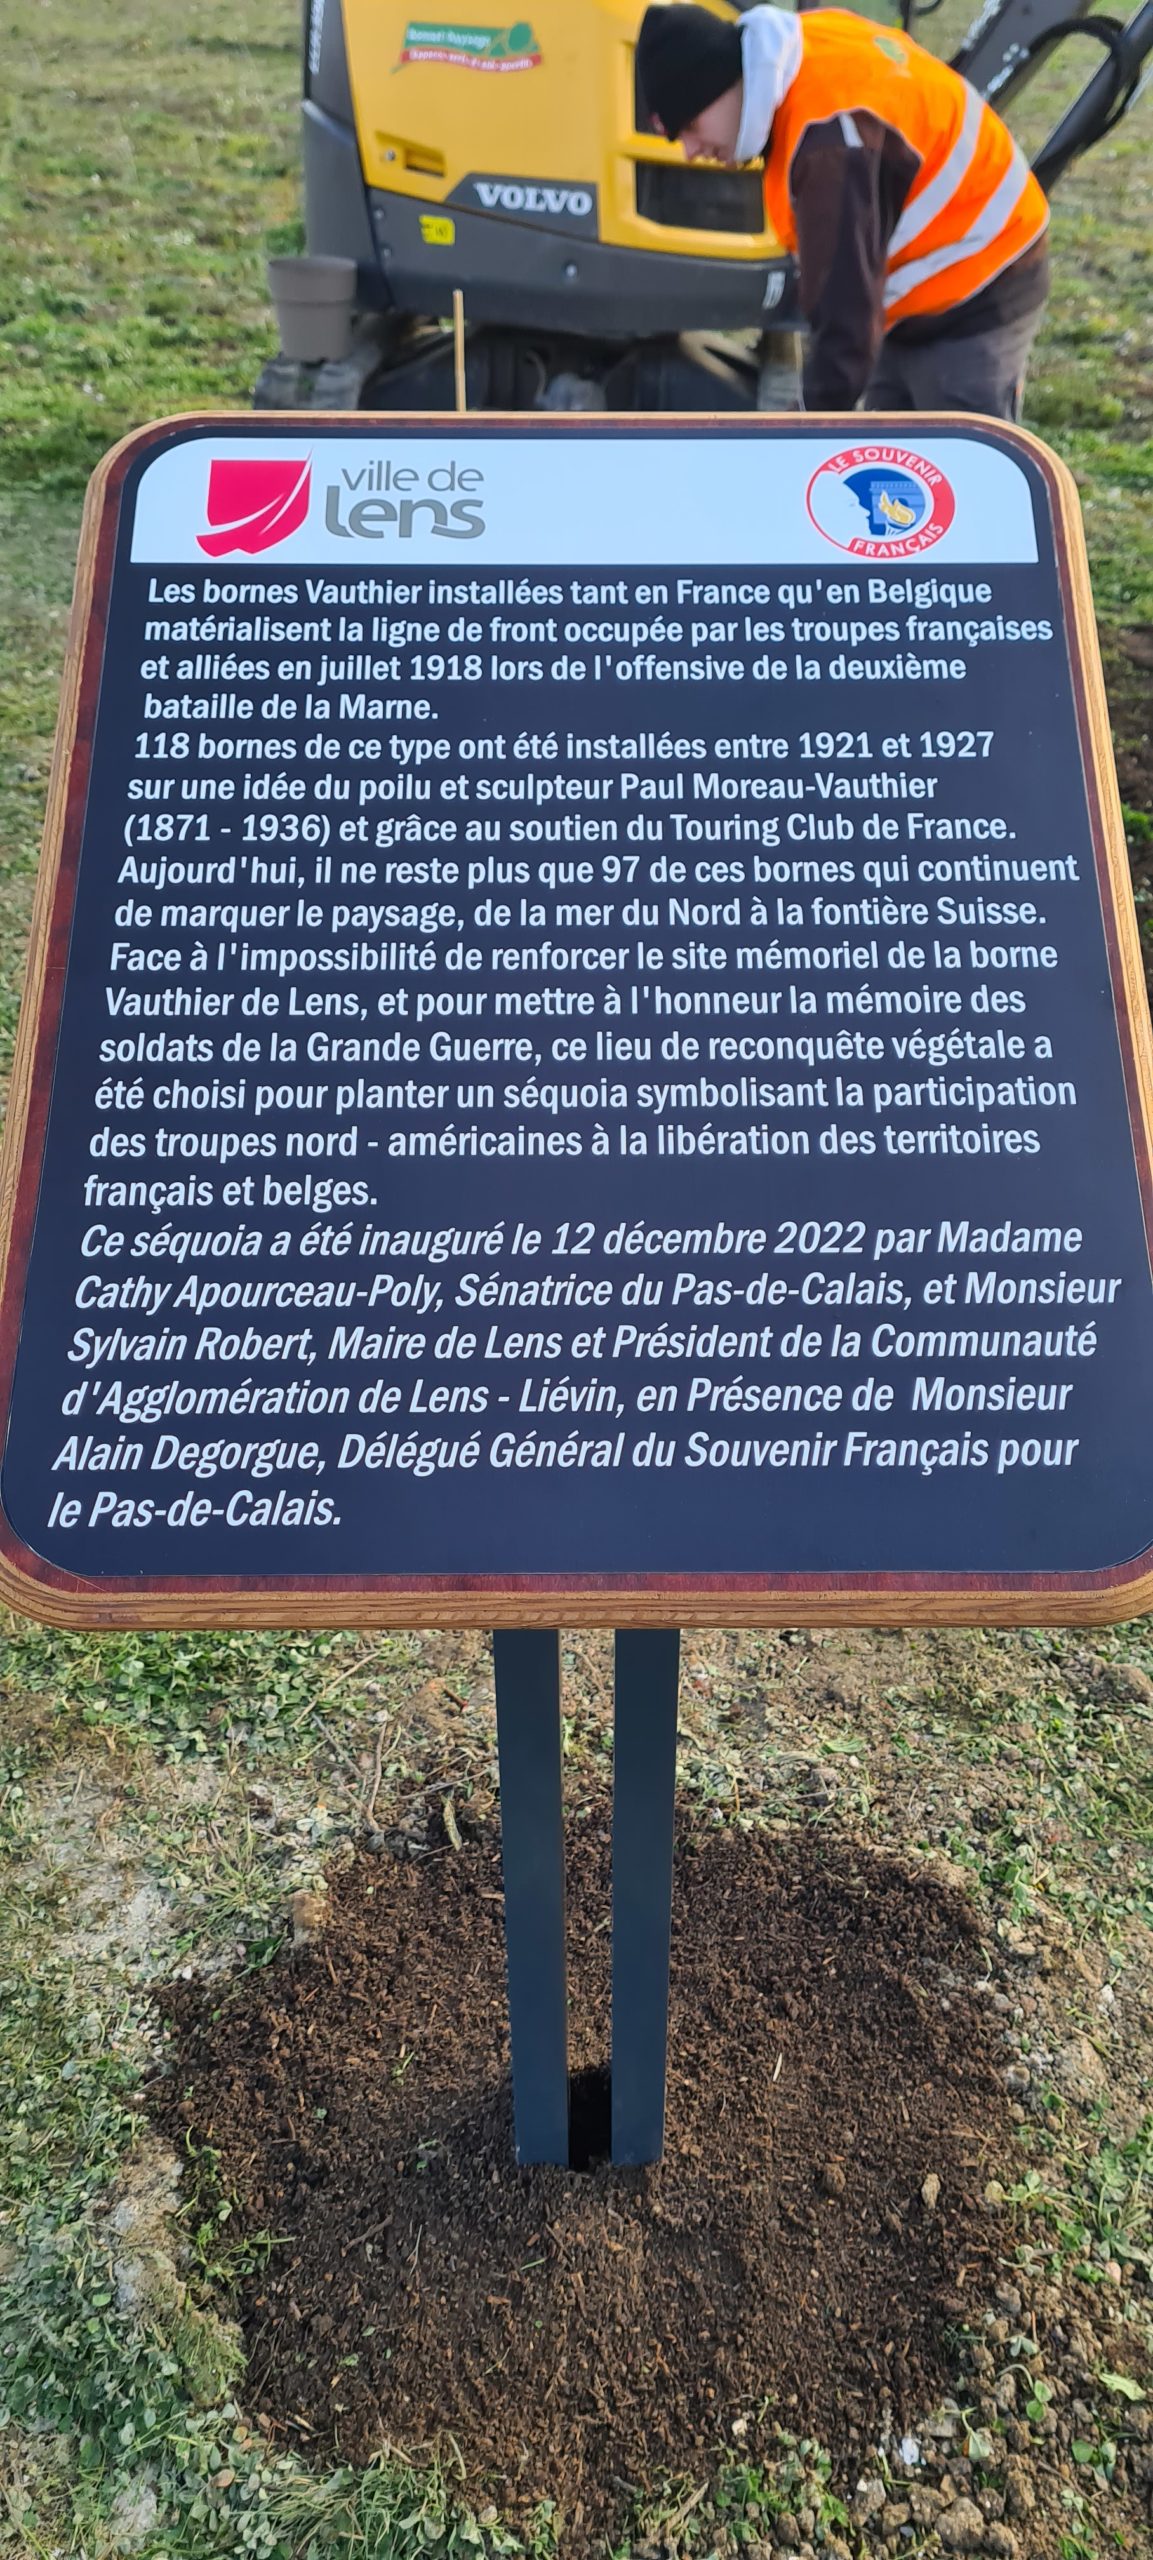 VOLVO
ville de
Lens
LE SOUVENIR
FRANÇAIS
Les bornes Vauthier installées tant en France qu'en Belgique
matérialisent la ligne de front occupée par les troupes françaises
et alliées en juillet 1918 lors de l'offensive de la deuxième
bataille de la Marne.
118 bornes de ce type ont été installées entre 1921 et 1927
sur une idée du poilu et sculpteur Paul Moreau-Vauthier
(1871 - 1936) et grâce au soutien du Touring Club de France.
Aujourd'hui, il ne reste plus que 97 de ces bornes qui continuent
de marquer le paysage, de la mer du Nord à la fontière Suisse.
Face à l'impossibilité de renforcer le site mémoriel de la borne
Vauthier de Lens, et pour mettre à l'honneur la mémoire des
soldats de la Grande Guerre, ce lieu de reconquête végétale a
été choisi pour planter un séquoia symbolisant la participation
des troupes nord - américaines à la libération des territoires
français et belges.
Ce séquoia a été inauguré le 12 décembre 2022 par Madame
Cathy Apourceau-Poly, Sénatrice du Pas-de-Calais, et Monsieur
Sylvain Robert, Maire de Lens et Président de la Communauté
d'Agglomération de Lens - Liévin, en Présence de Monsieur
Alain Degorgue, Délégué Général du Souvenir Français pour
le Pas-de-Calais.